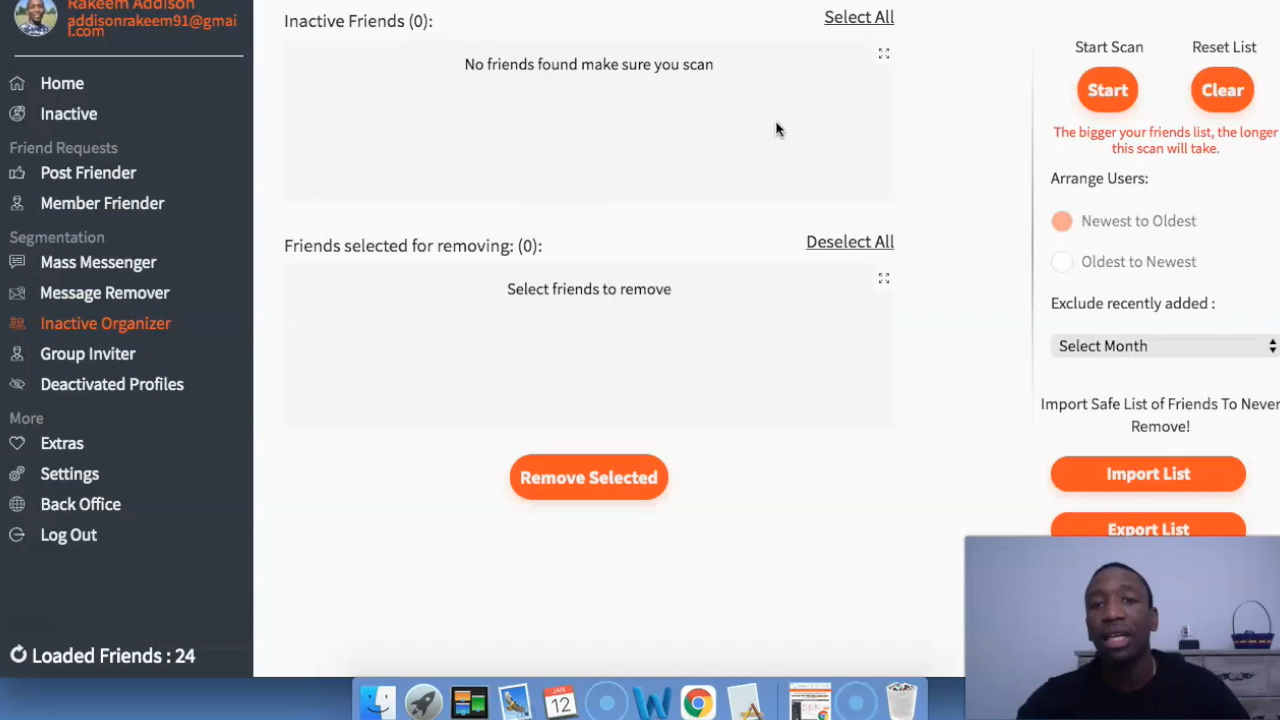 Rakeem Addison
addisonrakeem91@gmai
l.com
Home
Inactive
Friend Requests
Post Friender
Member Friender
Segmentation
Mass Messenger
Message Remover
Inactive Organizer
Group Inviter
Deactivated Profiles
More
Extras
Settings
Back Office
Log Out
Loaded Friends : 24
Inactive Friends (0):
Select All
No friends found make sure you scan
Friends selected for removing: (0):
Deselect All
Select friends to remove
Remove Selected
Start Scan
Reset List
Start
Clear
The bigger your friends list, the longer
this scan will take.
Arrange Users:
Newest to Oldest
Oldest to Newest
Exclude recently added :
Select Month
Import Safe List of Friends To Never
Remove!
Import List
Export List
JAN
12
W